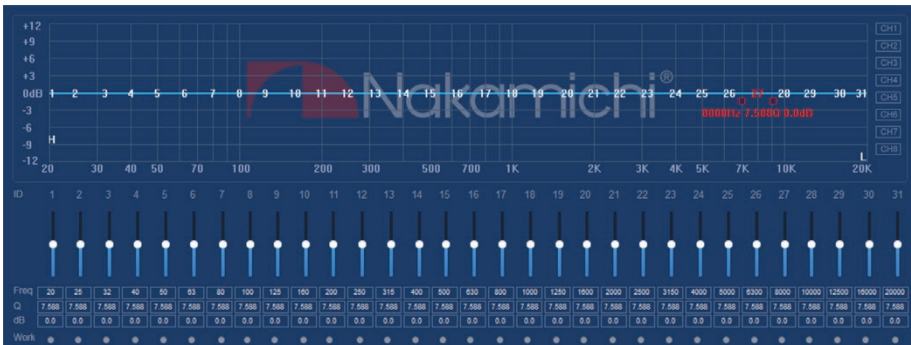 +12
+9
+6
+3
0dB 1 2 3 4 5 6 7 8 9 10 11 12 13 14 15 16 17 18 19 20 21 22 23 24 25 26 27 28 29 30 31
-3
-6
-9
-12
Nakamichi®
8000Hz 7.588Q 0.0dB
H
L
20 30 40 50 70 100 200 300 500 700 1K 2K 3K 4K 5K 7K 10K 20K
CH1
CH2
CH3
CH4
CH5
CH6
CH7
CH8
ID 1 2 3 4 5 6 7 8 9 10 11 12 13 14 15 16 17 18 19 20 21 22 23 24 25 26 27 28 29 30 31
Freq 20 25 32 40 50 63 80 100 125 160 200 250 315 400 500 630 800 1000 1250 1600 2000 2500 3150 4000 5000 6300 8000 10000 12500 16000 20000
Q 7.588 7.588 7.588 7.588 7.588 7.588 7.588 7.588 7.588 7.588 7.588 7.588 7.588 7.588 7.588 7.588 7.588 7.588 7.588 7.588 7.588 7.588 7.588 7.588 7.588 7.588 7.588 7.588 7.588 7.588 7.588
dB 0.0 0.0 0.0 0.0 0.0 0.0 0.0 0.0 0.0 0.0 0.0 0.0 0.0 0.0 0.0 0.0 0.0 0.0 0.0 0.0 0.0 0.0 0.0 0.0 0.0 0.0 0.0 0.0 0.0 0.0 0.0
Work